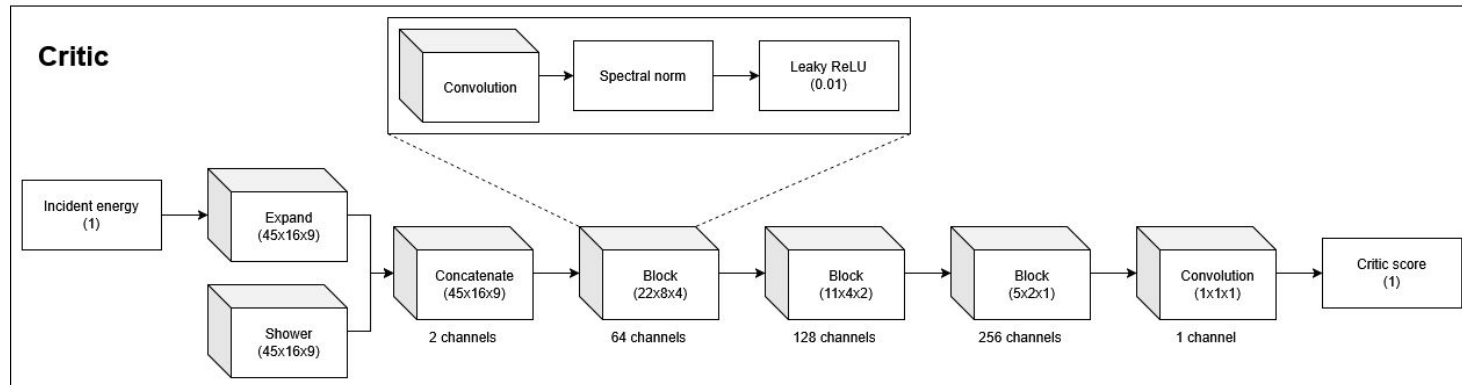 Critic
Convolution
Spectral norm
Leaky ReLU
(0.01)
Incident energy
(1)
Expand
(45x16x9)
Shower
(45x16x9)
Concatenate
(45x16x9)
2 channels
Block
(22x8x4)
64 channels
Block
(11x4x2)
128 channels
Block
(5x2x1)
256 channels
Convolution
(1x1x1)
1 channel
Critic score
(1)